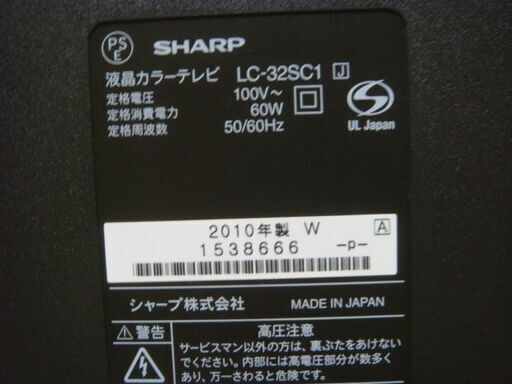 PS
E
SHARP
液晶カラーテレビ LC-32SC1 J
定格電圧 100V～
定格消費電力 60W
定格周波数 50/60Hz
UL Japan
2010年製 W A
1538666 -p-
シャープ株式会社 MADE IN JAPAN
⚠警告 高圧注意
サービスマン以外の方は、裏ぶたをあけない
でください。内部には高電圧部分が数多く
あり、万一さわると危険です。